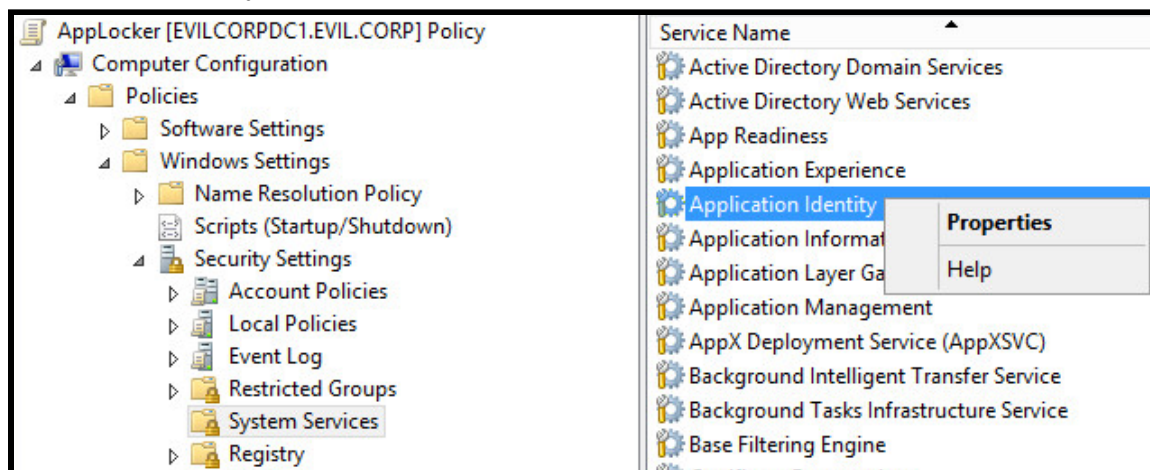 AppLocker [EVILCORPDC1.EVIL.CORP] Policy
Computer Configuration
Policies
Software Settings
Windows Settings
Name Resolution Policy
Scripts (Startup/Shutdown)
Security Settings
Account Policies
Local Policies
Event Log
Restricted Groups
System Services
Registry
Service Name
Active Directory Domain Services
Active Directory Web Services
App Readiness
Application Experience
Application Identity
Application Informat
Application Layer Ga
Application Management
AppX Deployment Service (AppXSVC)
Background Intelligent Transfer Service
Background Tasks Infrastructure Service
Base Filtering Engine
Properties
Help